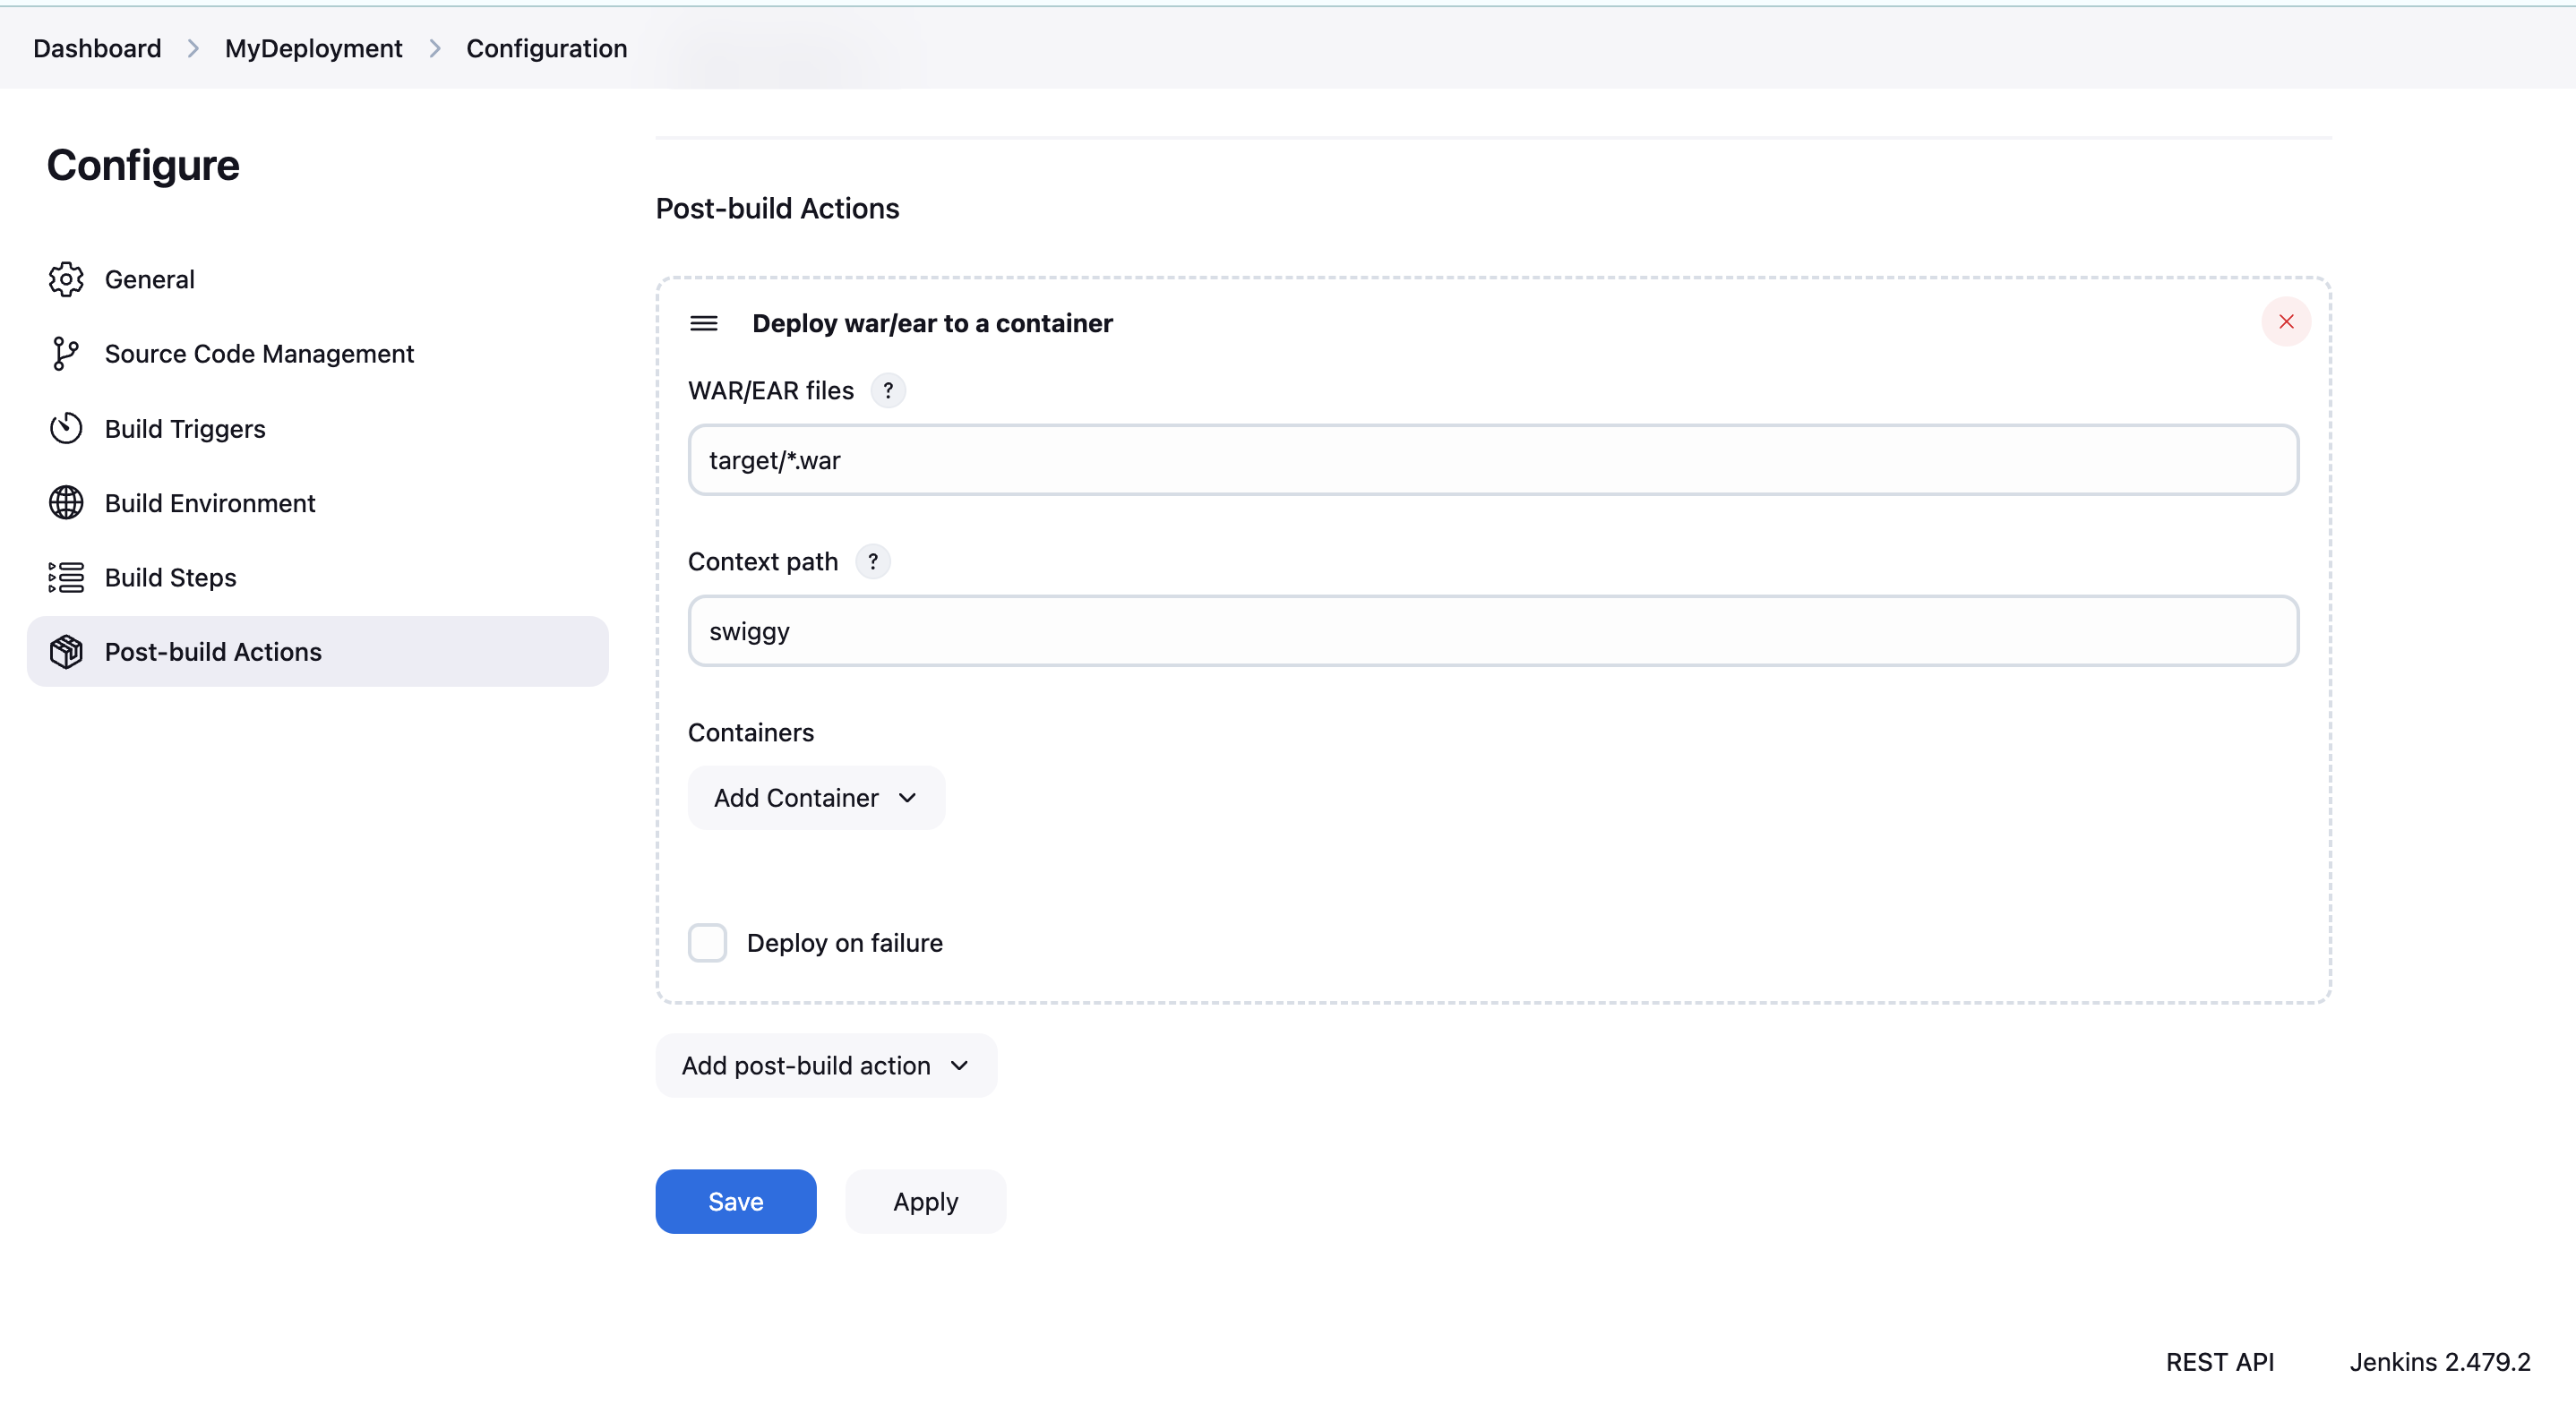 Dashboard > MyDeployment > Configuration
Configure
General
Source Code Management
Build Triggers
Build Environment
Build Steps
Post-build Actions
Post-build Actions
Deploy war/ear to a container
WAR/EAR files ?
target/*.war
Context path ?
swiggy
Containers
Add Container
Deploy on failure
Add post-build action
Save Apply
REST API Jenkins 2.479.2